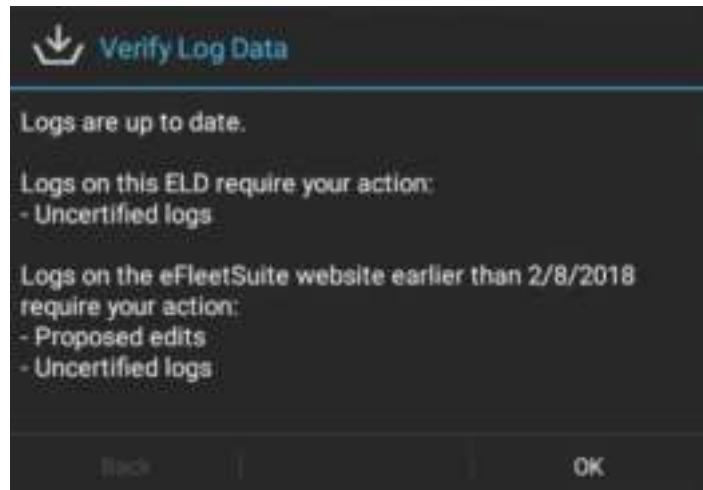 Verify Log Data
Logs are up to date.
Logs on this ELD require your action:
- Uncertified logs
Logs on the eFleetSuite website earlier than 2/8/2018
require your action:
- Proposed edits
- Uncertified logs
Back
OK